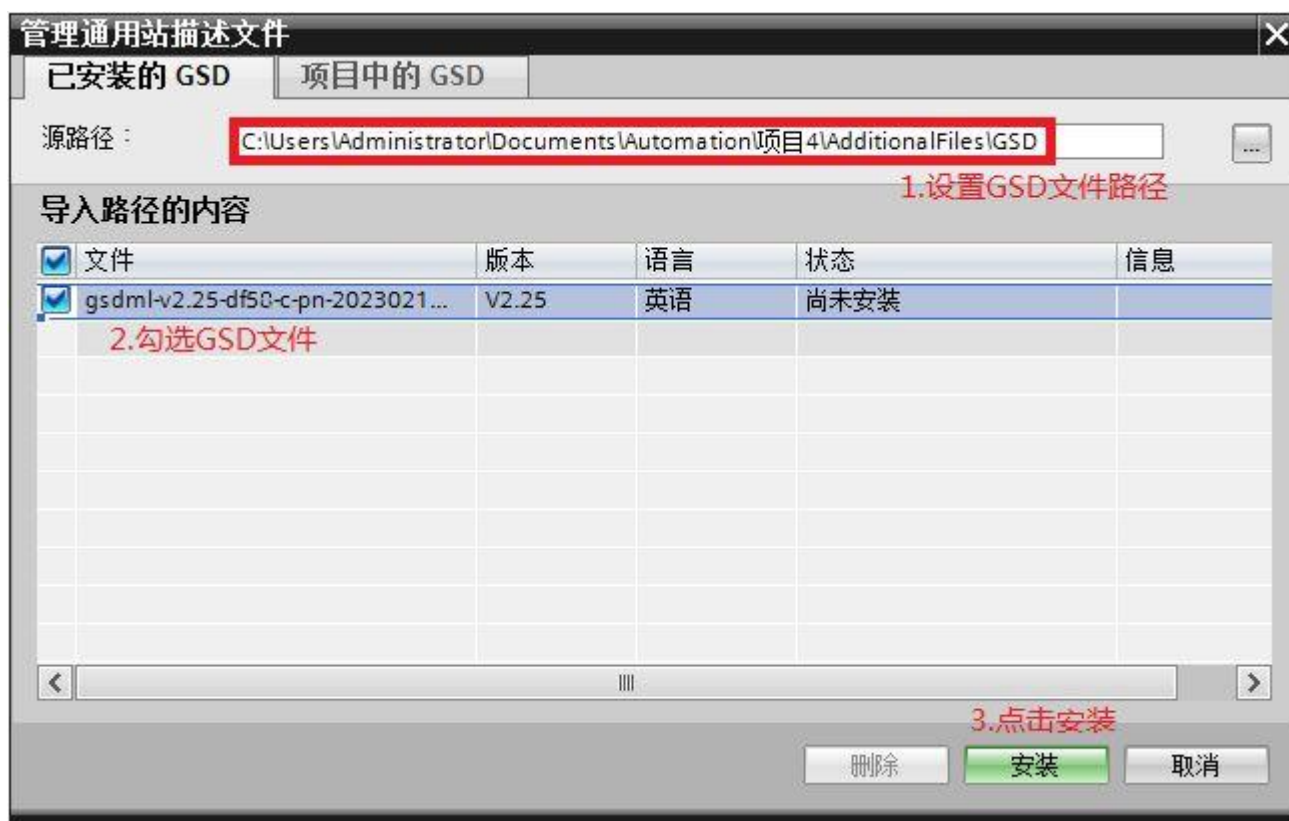 管理通用站描述文件
已安装的 GSD 项目中的 GSD
源路径： C:\Users\Administrator\Documents\Automation\项目4\AdditionalFiles\GSD ...
1.设置GSD文件路径
导入路径的内容
文件 版本 语言 状态 信息
gsdml-v2.25-df58-c-pn-2023021... V2.25 英语 尚未安装
2.勾选GSD文件
3.点击安装
删除 安装 取消